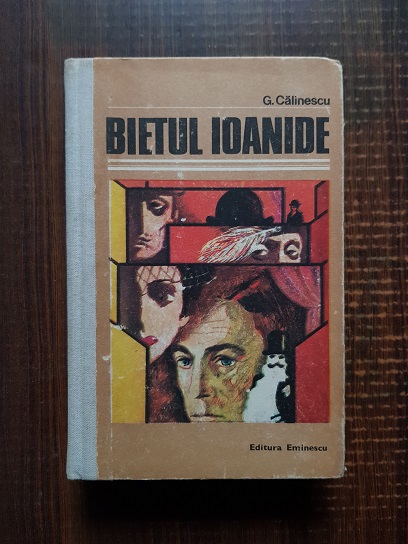 G. Călinescu
BIETUL IOANIDE
Editura Eminescu